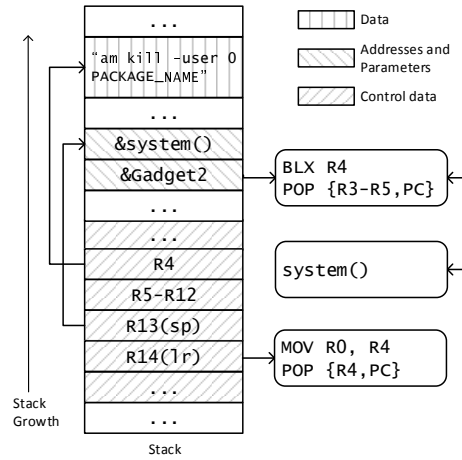 ...
"am kill -user 0
PACKAGE_NAME"
...
&system()
&Gadget2
...
...
R4
R5-R12
R13(sp)
R14(lr)
...
...
Stack
Stack
Growth
Data
Addresses and
Parameters
Control data
BLX R4
POP {R3-R5,PC}
system()
MOV R0, R4
POP {R4,PC}